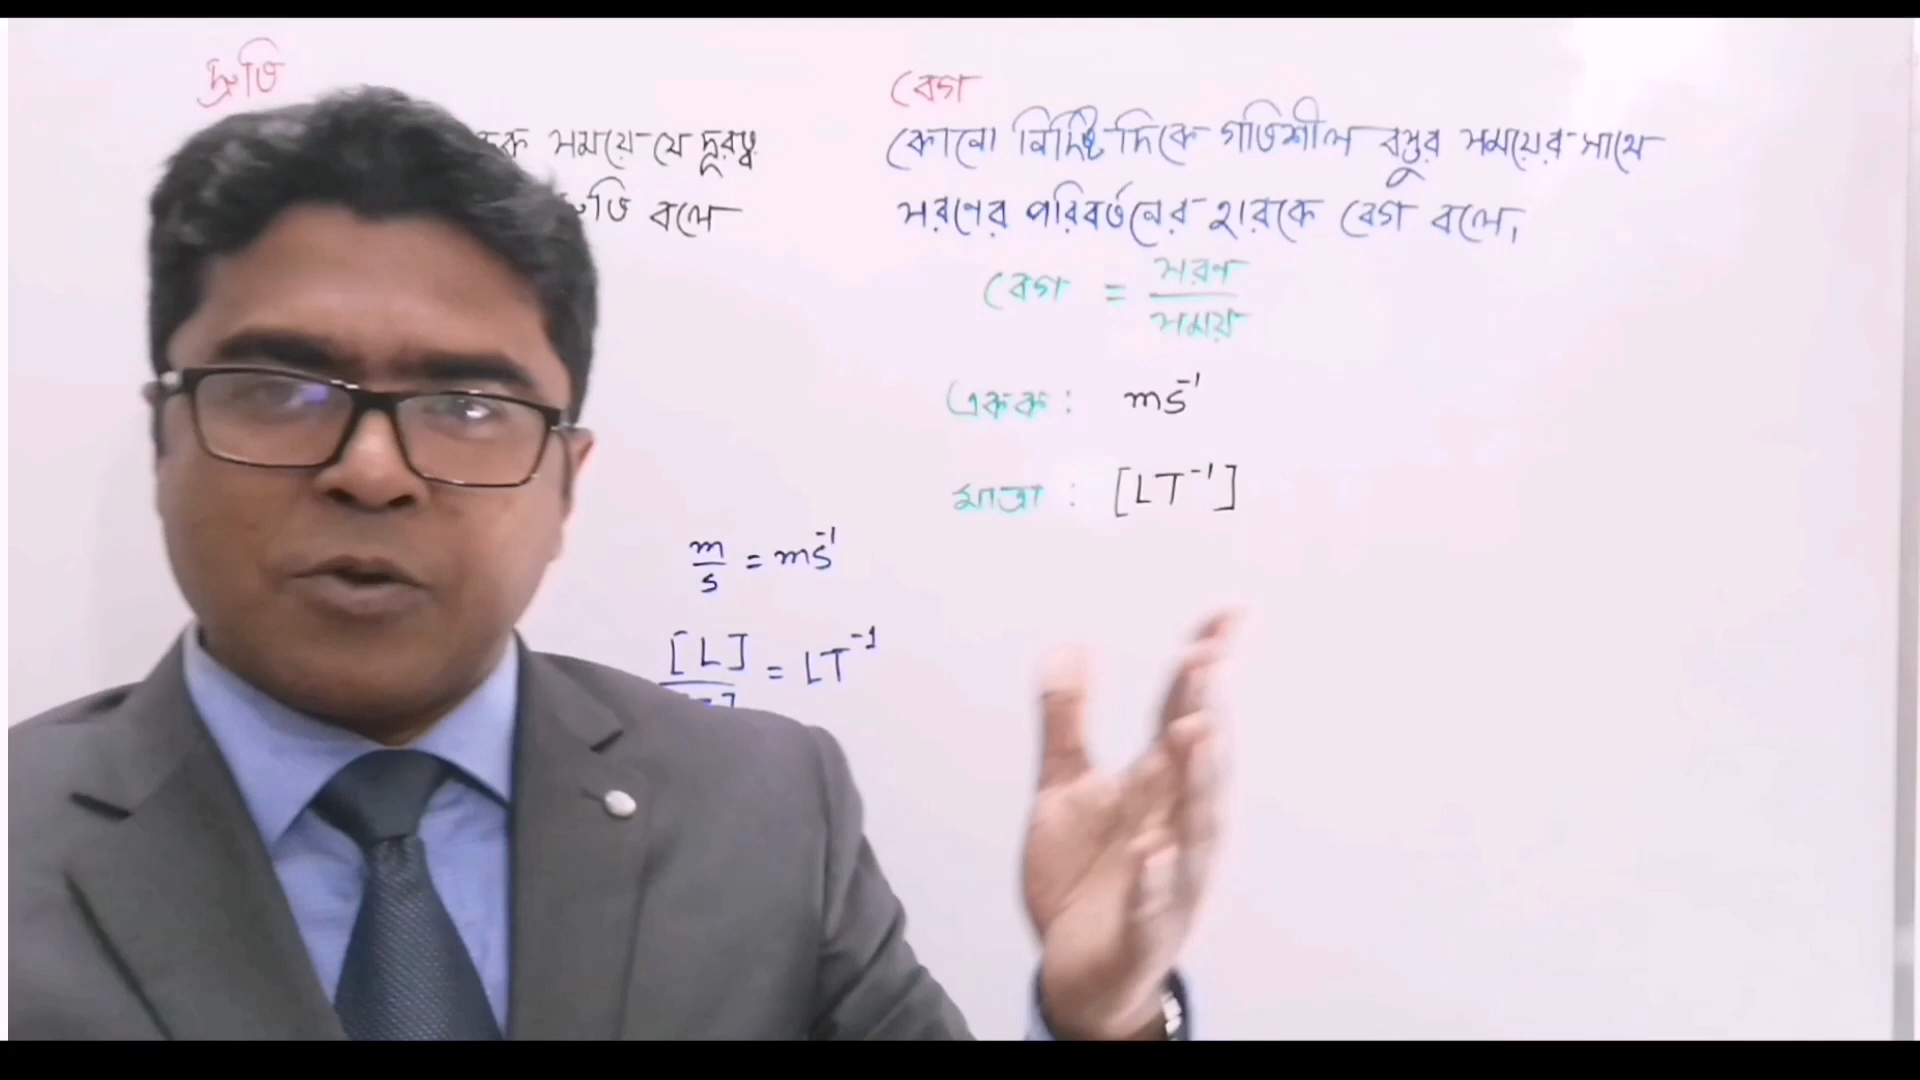 দ্রুতি
সময়ে যে দূরত্ব
বলে
m/s = ms⁻¹
[L] = LT⁻¹
বেগ
কোনো নির্দিষ্ট দিকে গতিশীল বস্তুর সময়ের সাথে
সরণের পরিবর্তনের হারকে বেগ বলে।
বেগ = সরণ/সময়
একক : ms⁻¹
মাত্রা : [LT⁻¹]